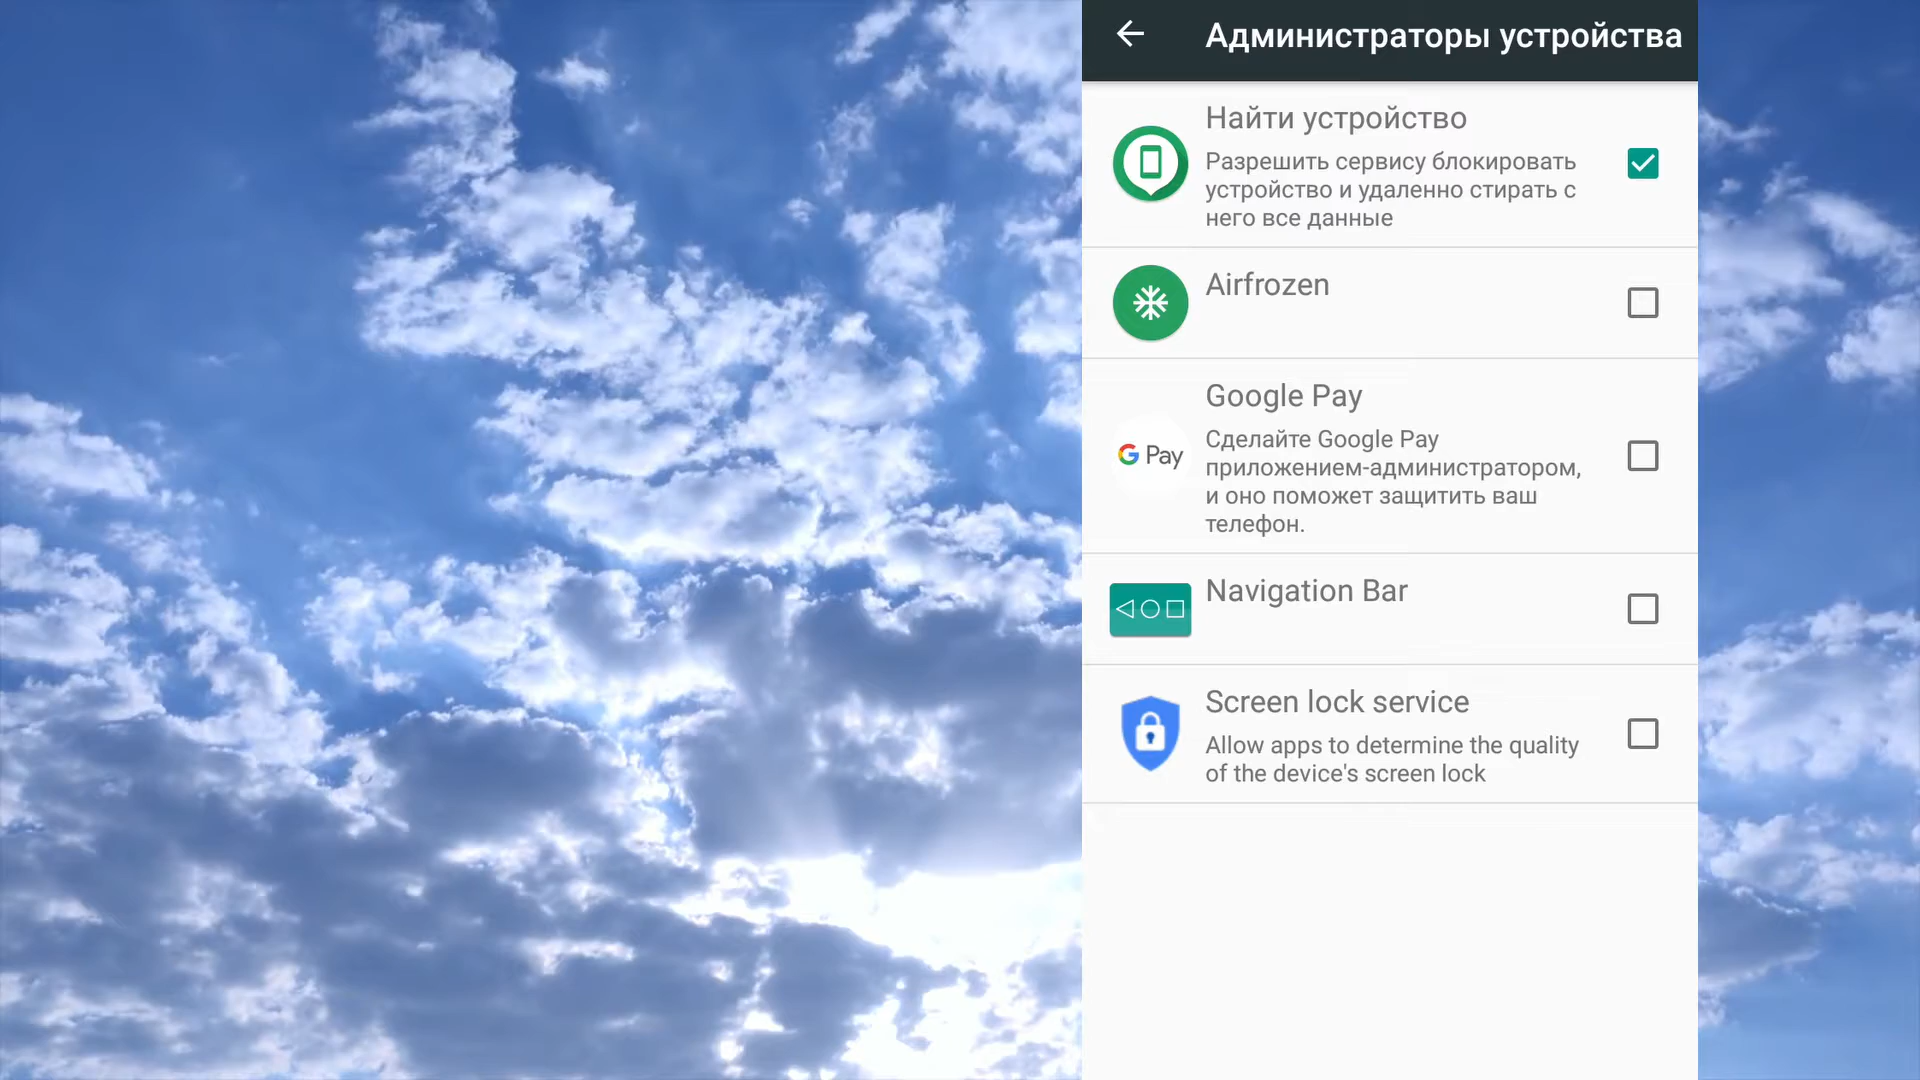 Администраторы устройства
Найти устройство
Разрешить сервису блокировать
устройство и удаленно стирать с
него все данные
Airfrozen
Google Pay
Сделайте Google Pay
приложением-администратором,
и оно поможет защитить ваш
телефон.
G Pay
Navigation Bar
Screen lock service
Allow apps to determine the quality
of the device's screen lock